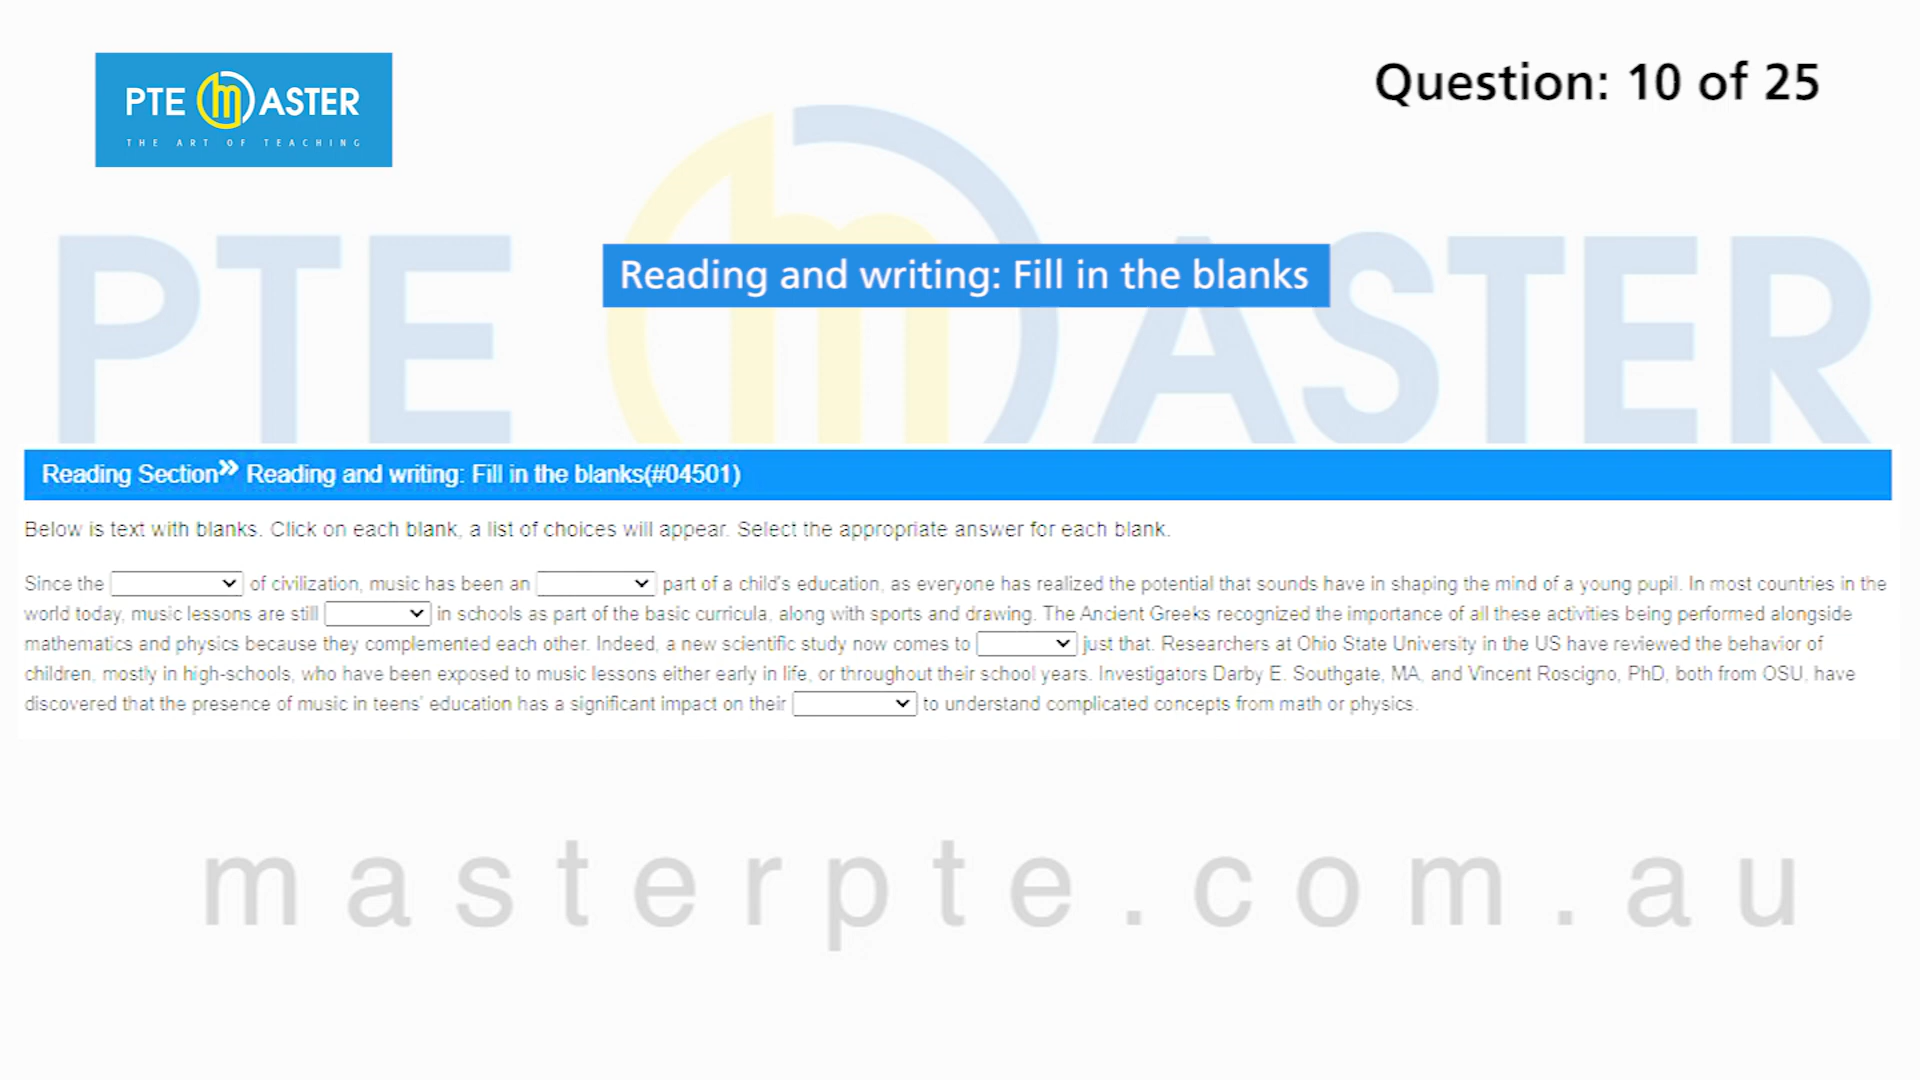 PTE MASTER
THE ART OF TEACHING
Question: 10 of 25
PTE MASTER
Reading and writing: Fill in the blanks
Reading Section» Reading and writing: Fill in the blanks(#04501)
Below is text with blanks. Click on each blank, a list of choices will appear. Select the appropriate answer for each blank.
Since the of civilization, music has been an part of a child's education, as everyone has realized the potential that sounds have in shaping the mind of a young pupil. In most countries in the
world today, music lessons are still in schools as part of the basic curricula, along with sports and drawing. The Ancient Greeks recognized the importance of all these activities being performed alongside
mathematics and physics because they complemented each other. Indeed, a new scientific study now comes to just that. Researchers at Ohio State University in the US have reviewed the behavior of
children, mostly in high-schools, who have been exposed to music lessons either early in life, or throughout their school years. Investigators Darby E. Southgate, MA, and Vincent Roscigno, PhD, both from OSU, have
discovered that the presence of music in teens' education has a significant impact on their to understand complicated concepts from math or physics.
masterpte.com.au